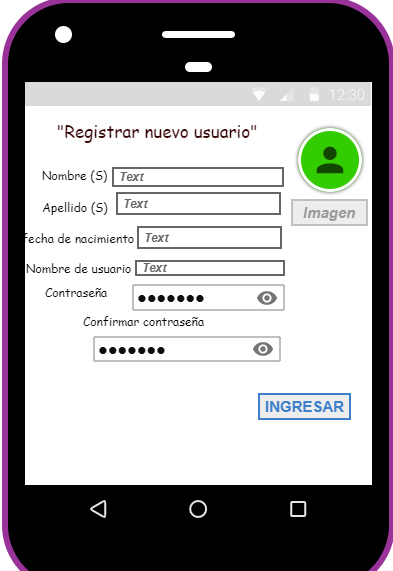 12:30
"Registrar nuevo usuario"
Nombre (S) Text
Apellido (S) Text
Imagen
fecha de nacimiento Text
Nombre de usuario Text
Contraseña ●●●●●●●
Confirmar contraseña
●●●●●●●
INGRESAR